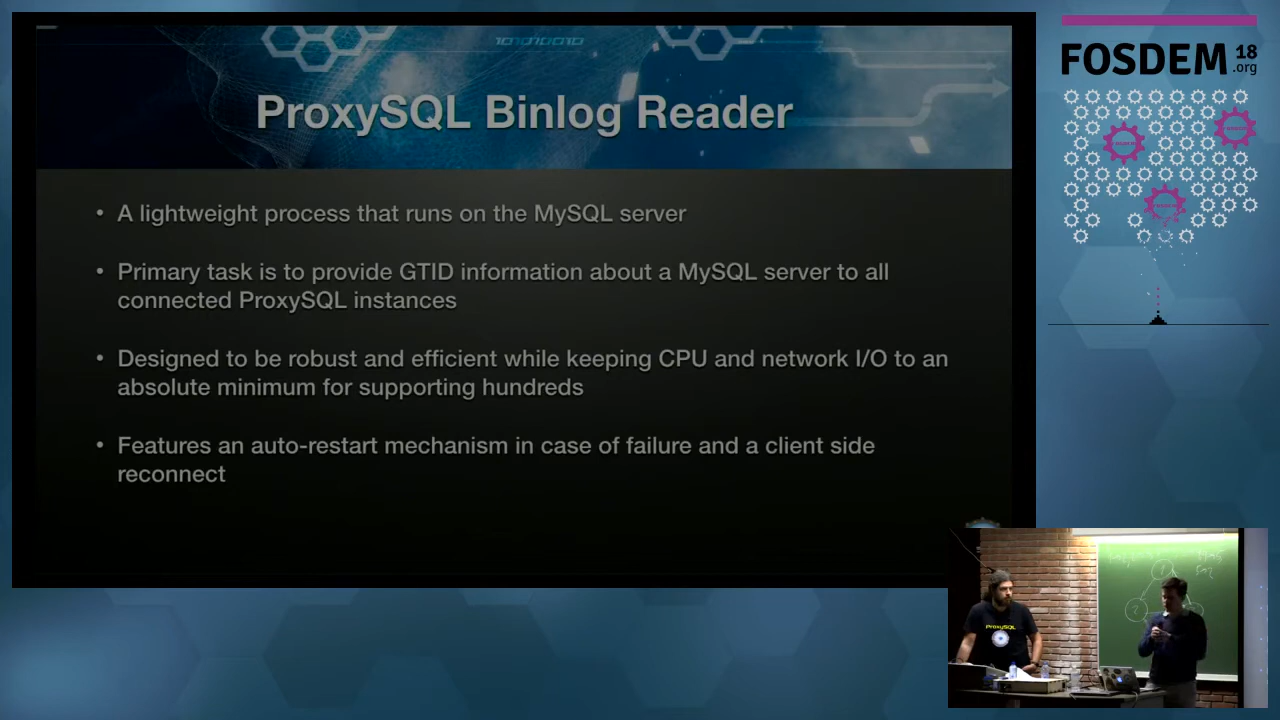 1010101010
ProxySQL Binlog Reader
• A lightweight process that runs on the MySQL server
• Primary task is to provide GTID information about a MySQL server to all
connected ProxySQL instances
• Designed to be robust and efficient while keeping CPU and network I/O to an
absolute minimum for supporting hundreds
• Features an auto-restart mechanism in case of failure and a client side
reconnect
FOSDEM 18
.org
ProxySQL